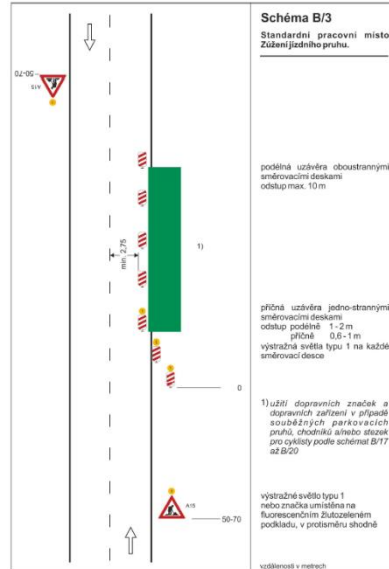 Schéma B/3
Standardní pracovní místo
Zúžení jízdního pruhu.
50-70
A15
podélná uzávěra oboustrannými
směrovacími deskami
odstup max. 10 m
min. 2,75
1)
příčná uzávěra jedno-strannými
směrovacími deskami
odstup podélně 1 - 2 m
příčně 0,6 - 1 m
výstražná světla typu 1 na každé
směrovací desce
0
1) užití dopravních značek a
dopravních zařízení v případě
souběžných parkovacích
pruhů, chodníků a/nebo stezek
pro cyklisty podle schémat B/17
až B/20
výstražné světlo typu 1
nebo značka umístěna na
fluorescenčním žlutozeleném
podkladu, v protisměru shodně
A15
50-70
vzdálenosti v metrech